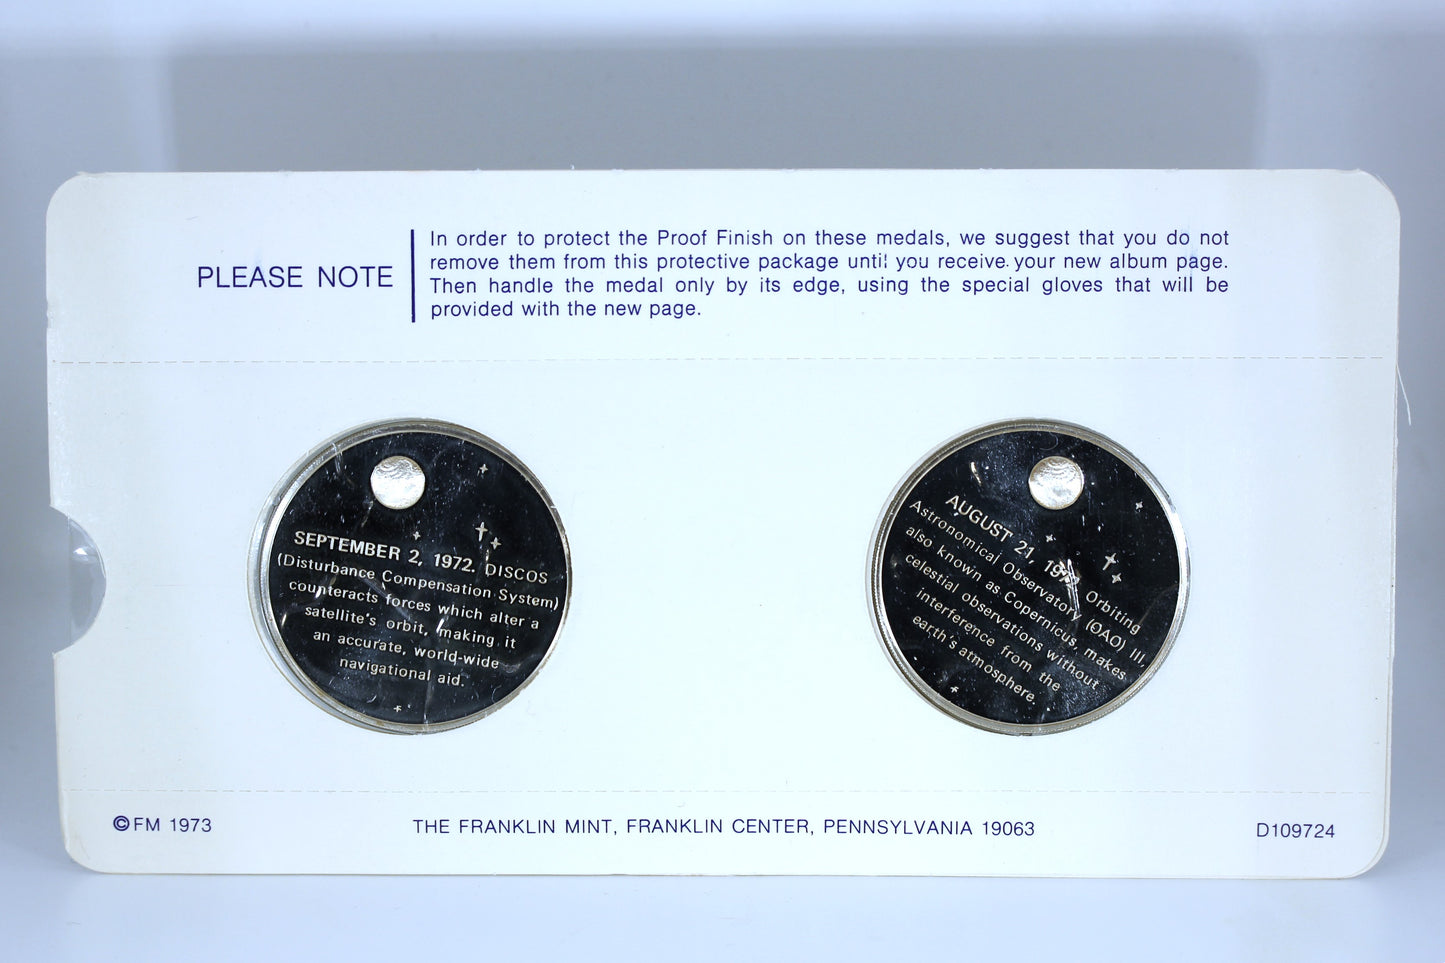 PLEASE NOTE
In order to protect the Proof Finish on these medals, we suggest that you do not
remove them from this protective package until you receive your new album page.
Then handle the medal only by its edge, using the special gloves that will be
provided with the new page.
SEPTEMBER 2, 1972. DISCOS
(Disturbance Compensation System)
counteracts forces which alter a
satellite's orbit, making it
an accurate, world-wide
navigational aid.
AUGUST 21, Orbiting
Astronomical Observatory (OAO) III,
also known as Copernicus, makes
celestial observations without
interference from the
earth's atmosphere.
©FM 1973
THE FRANKLIN MINT, FRANKLIN CENTER, PENNSYLVANIA 19063
D109724